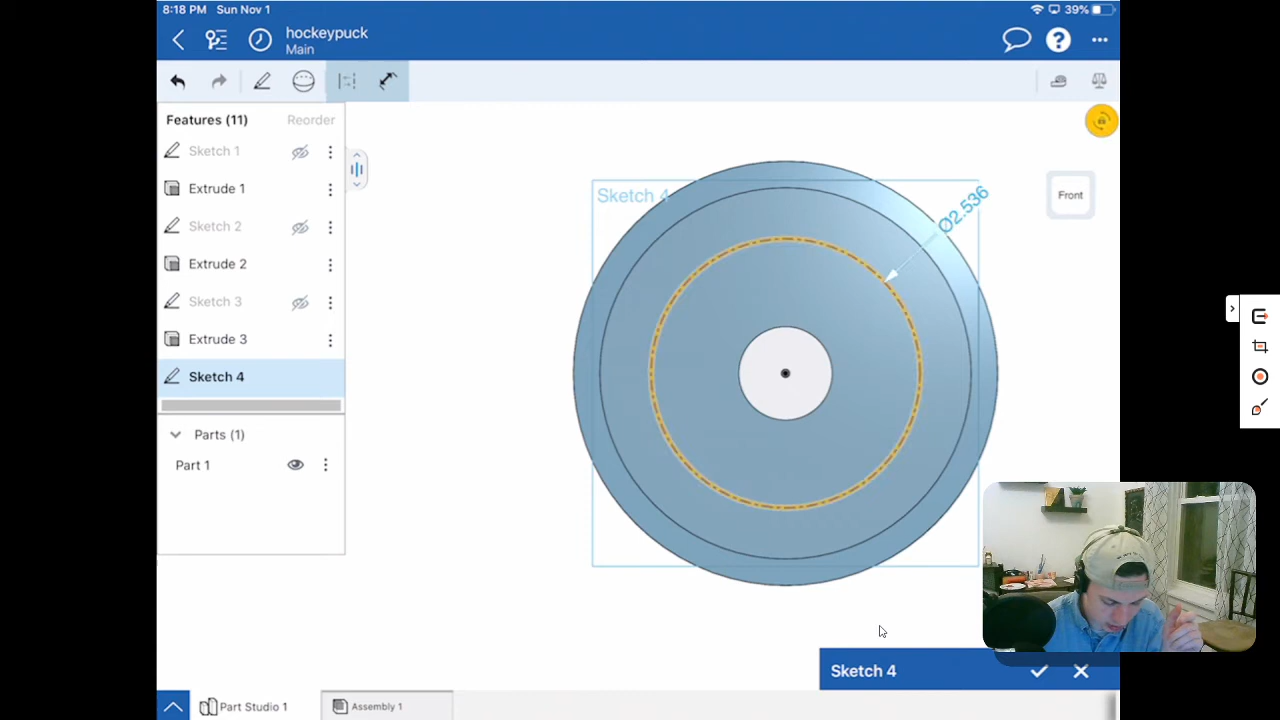 8:18 PM Sun Nov 1
39%
hockeypuck
Main
?
Features (11) Reorder
Sketch 1
Extrude 1
Sketch 2
Extrude 2
Sketch 3
Extrude 3
Sketch 4
Parts (1)
Part 1
Sketch 4
Ø2.536
Front
Sketch 4
Part Studio 1
Assembly 1